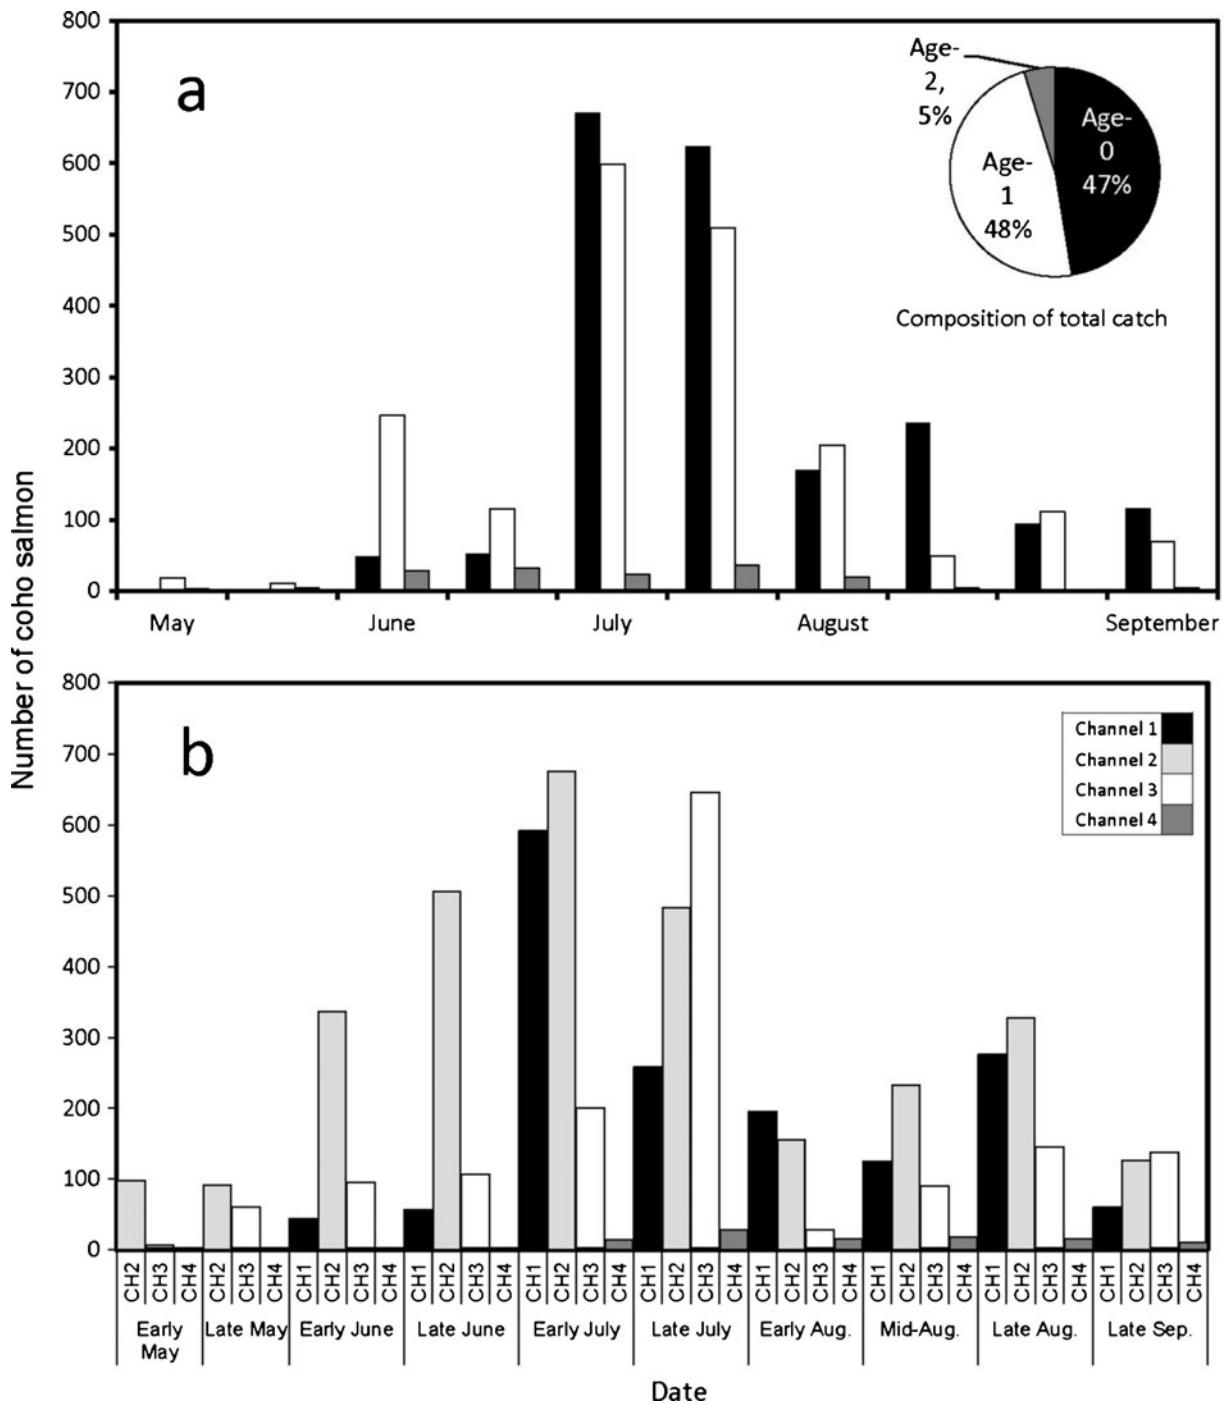 Number of coho salmon
800
700
600
500
400
300
200
100
0
a
Age-
2,
5%
Age-
0
47%
Age-
1
48%
Composition of total catch
May June July August September
800
700
600
500
400
300
200
100
0
b
Channel 1
Channel 2
Channel 3
Channel 4
CH2 CH3 CH4 CH2 CH3 CH4 CH1 CH2 CH3 CH4 CH1 CH2 CH3 CH4 CH1 CH2 CH3 CH4 CH1 CH2 CH3 CH4 CH1 CH2 CH3 CH4 CH1 CH2 CH3 CH4 CH1 CH2 CH3 CH4 CH1 CH2 CH3 CH4
Early Late May Early June Late June Early July Late July Early Aug. Mid-Aug. Late Aug. Late Sep.
May
Date